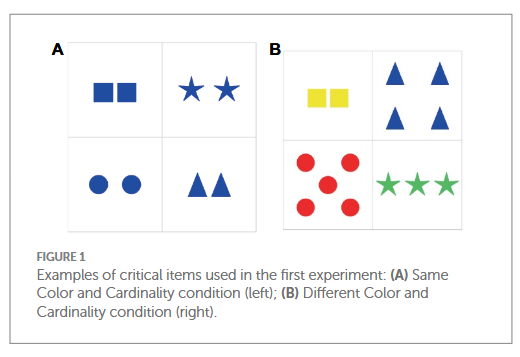 A
B
FIGURE 1
Examples of critical items used in the first experiment: (A) Same
Color and Cardinality condition (left); (B) Different Color and
Cardinality condition (right).